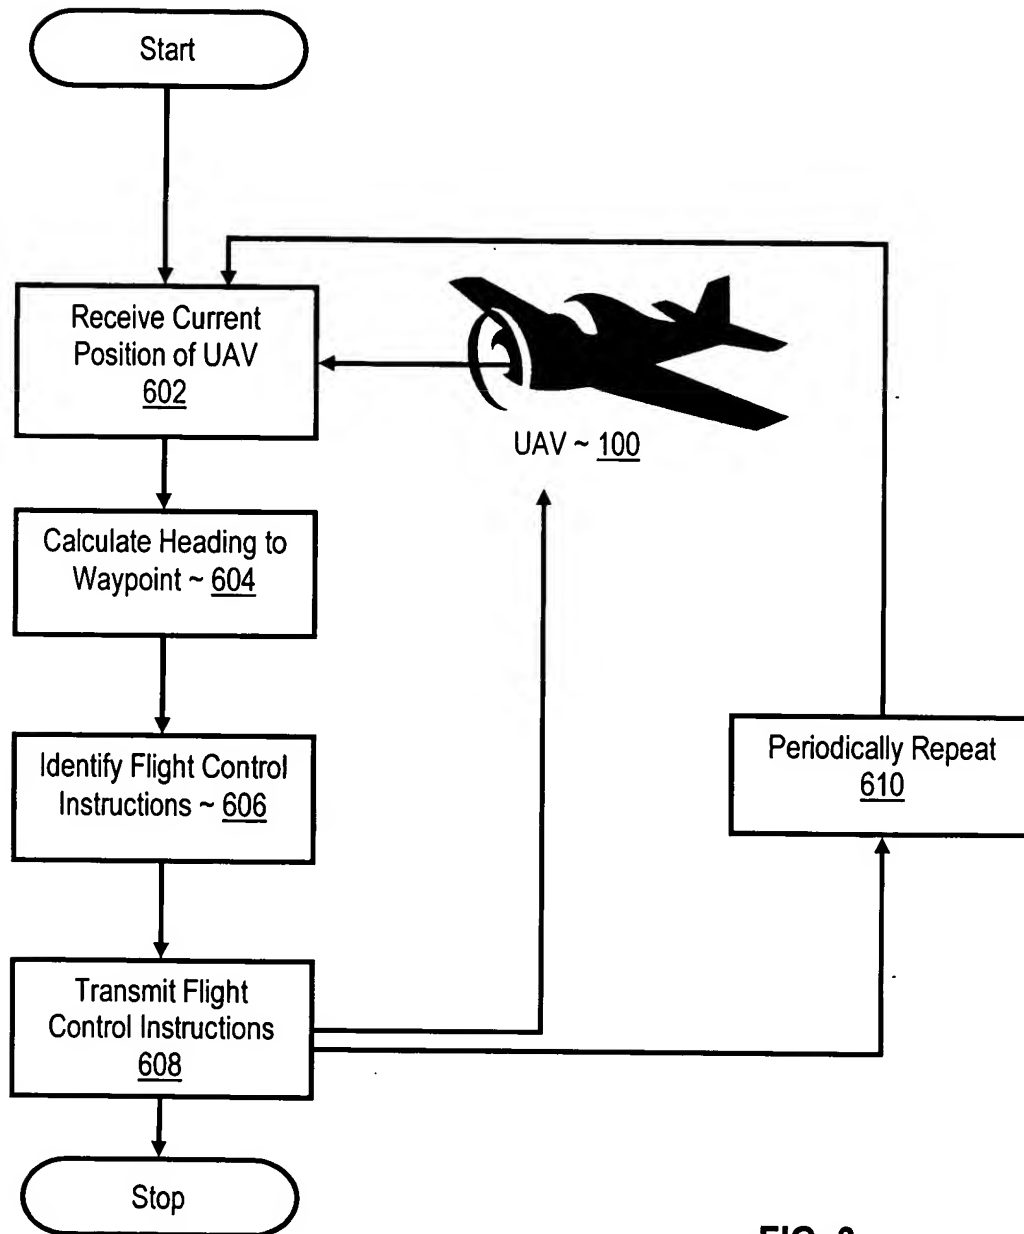 Start
Receive Current
Position of UAV
602
UAV ~ 100
Calculate Heading to
Waypoint ~ 604
Identify Flight Control
Instructions ~ 606
Periodically Repeat
610
Transmit Flight
Control Instructions
608
Stop